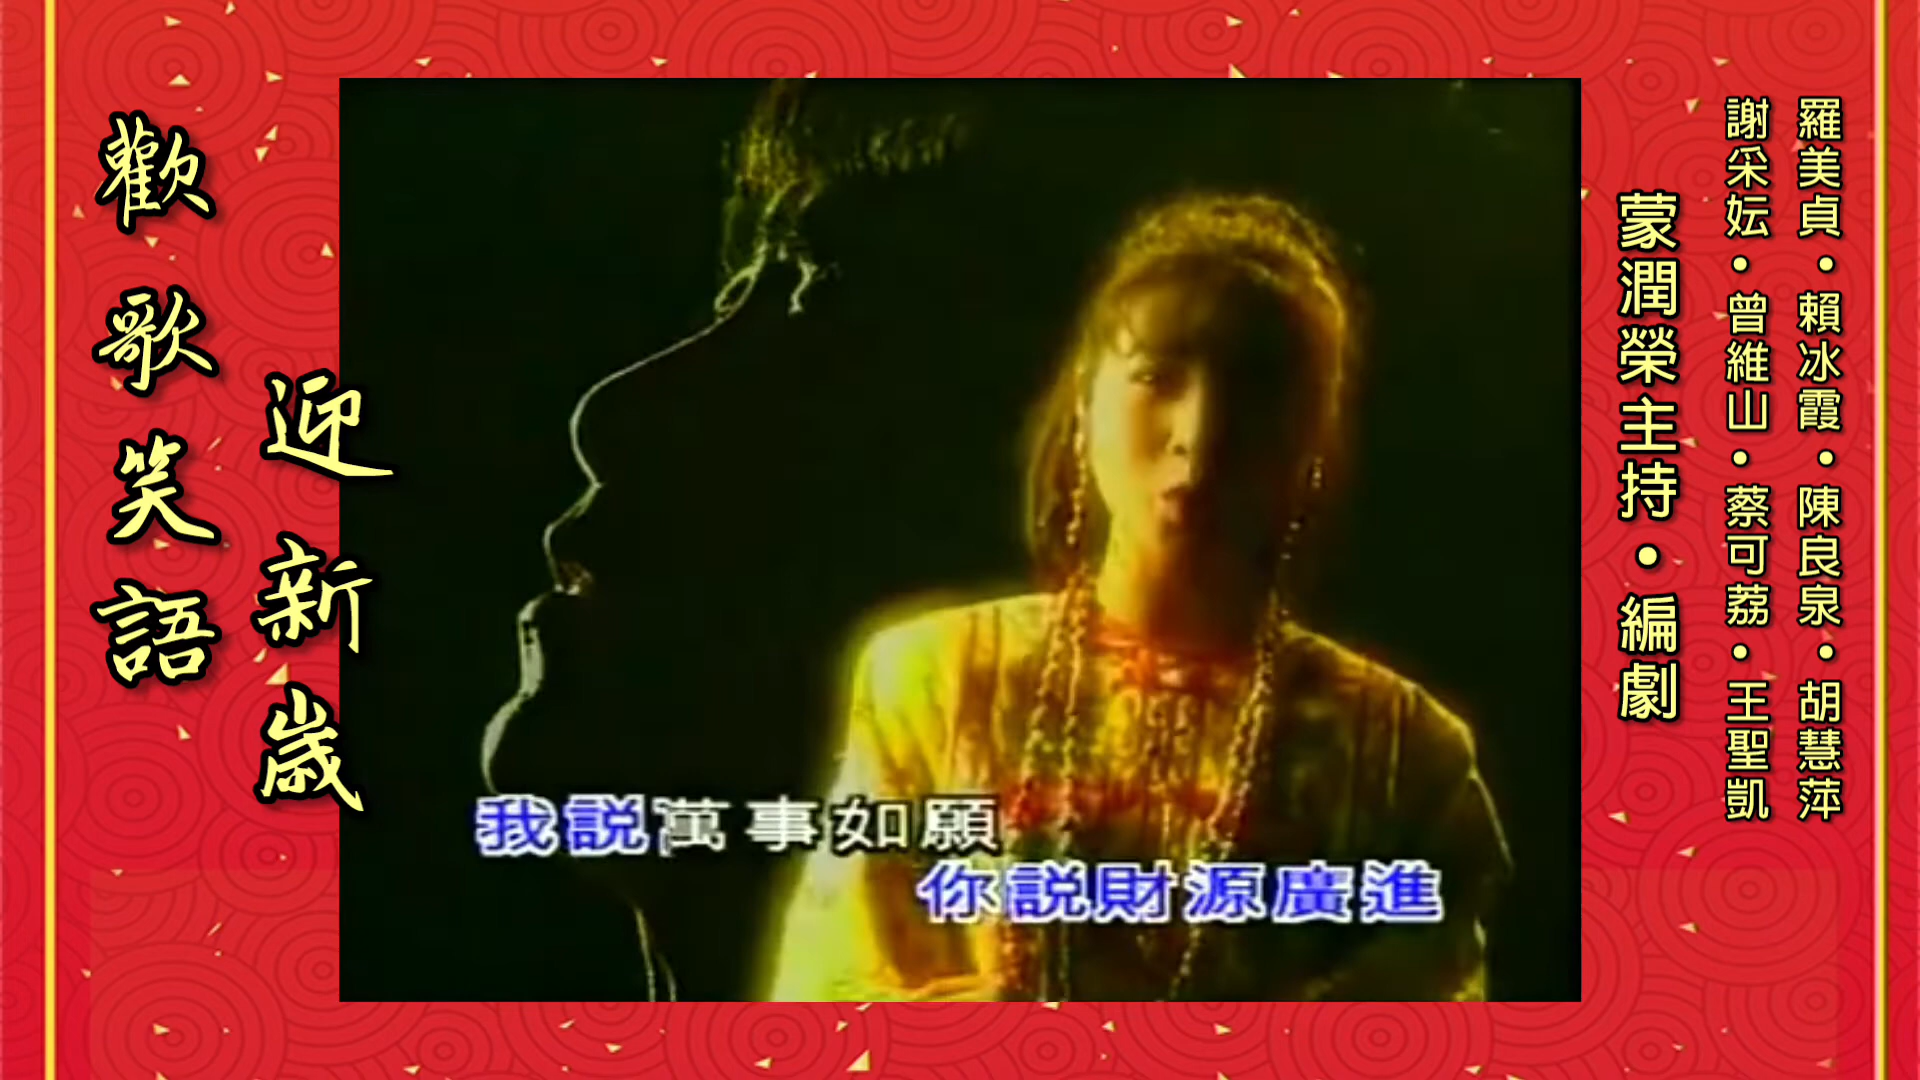 歡歌笑語
迎新歲
我説萬事如願
你説財源廣進
羅美貞・賴冰霞・陳良泉・胡慧萍
謝采妘・曾維山・蔡可荔・王聖凱
蒙潤榮主持・編劇